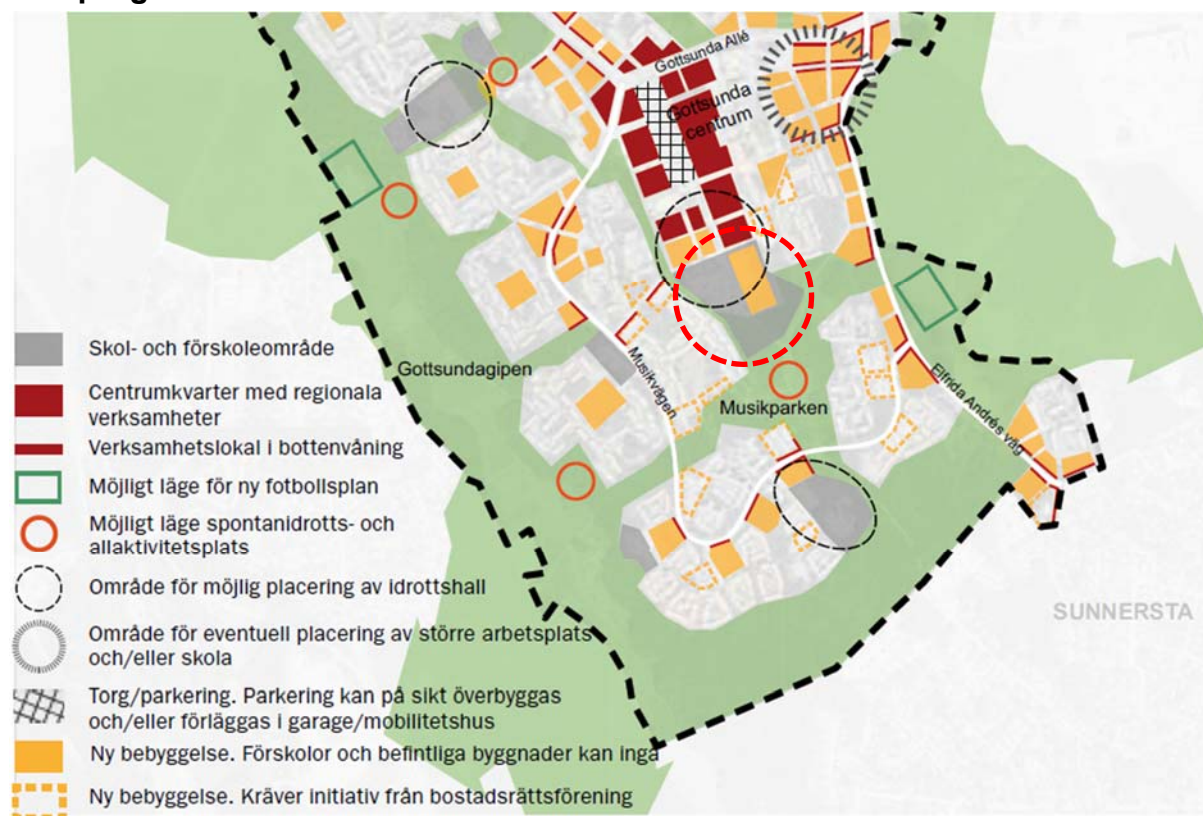 Gottsunda Allé
Gottsunda
centrum
Gottsundagipen
Musikvägen
Musikparken
Elfrida Andrés väg
SUNNERSTA
Skol- och förskoleområde
Centrumkvarter med regionala
verksamheter
Verksamhetslokal i bottenvåning
Möjligt läge för ny fotbollsplan
Möjligt läge spontanidrotts- och
allaktivitetsplats
Område för möjlig placering av idrottshall
Område för eventuell placering av större arbetsplats
och/eller skola
Torg/parkering. Parkering kan på sikt överbyggas
och/eller förläggas i garage/mobilitetshus
Ny bebyggelse. Förskolor och befintliga byggnader kan ingå
Ny bebyggelse. Kräver initiativ från bostadsrättsförening